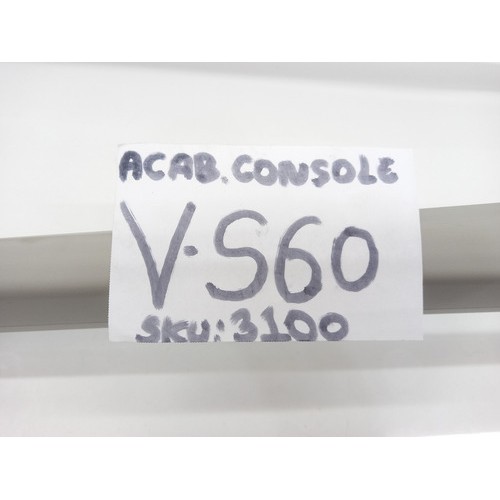 ACAB. CONSOLE
V. S60
SKU: 3100